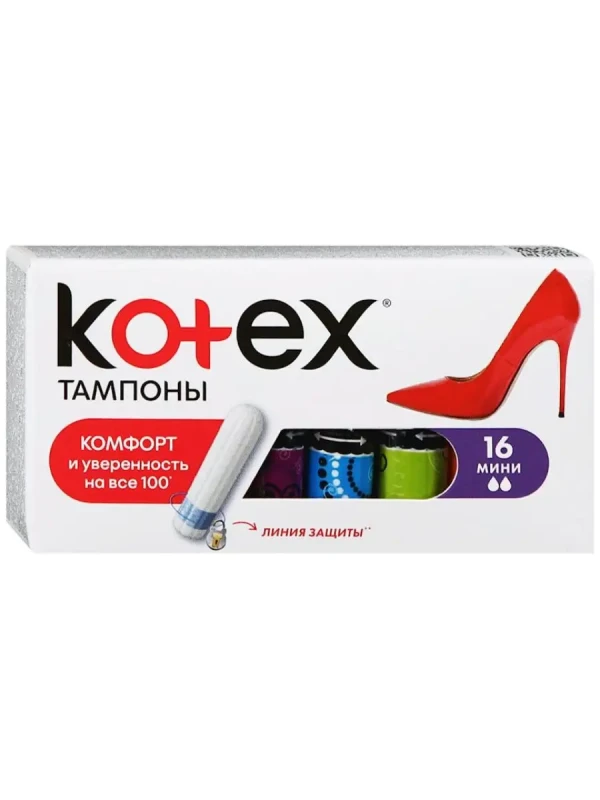 kotex®
ТАМПОНЫ
КОМФОРТ
и уверенность
на все 100*
ЛИНИЯ ЗАЩИТЫ**
16
МИНИ